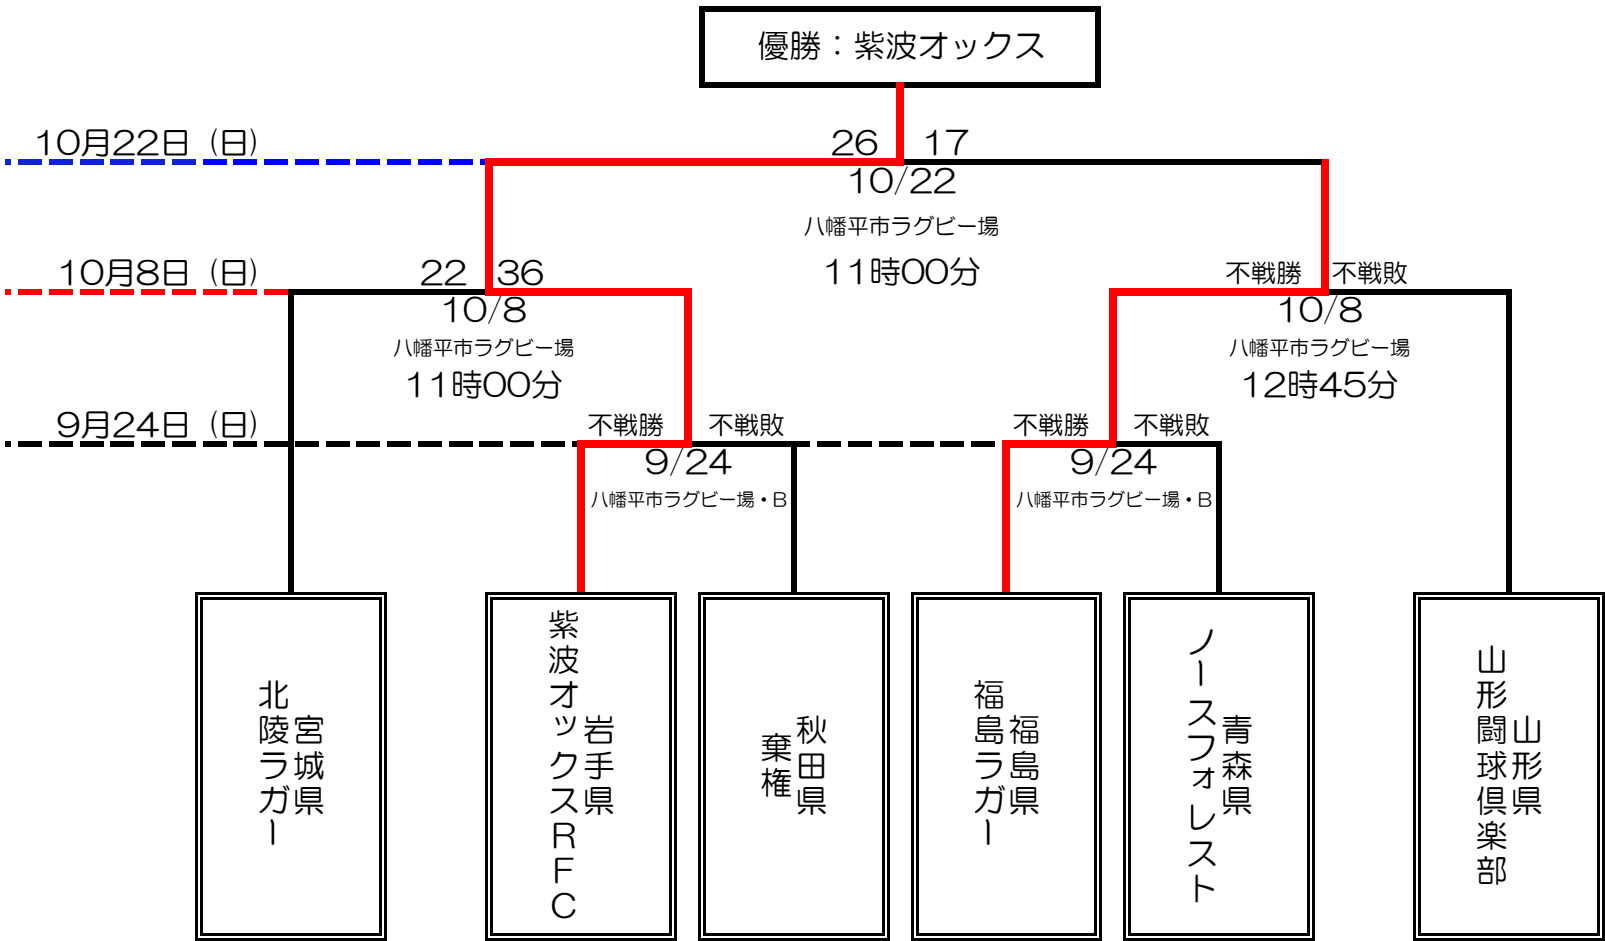 優勝：紫波オックス
10月22日（日）
26 17
10/22
八幡平市ラグビー場
11時00分
10月8日（日）
22 36
10/8
八幡平市ラグビー場
11時00分
不戦勝 不戦敗
10/8
八幡平市ラグビー場
12時45分
9月24日（日）
不戦勝 不戦敗
9/24
八幡平市ラグビー場・B
不戦勝 不戦敗
9/24
八幡平市ラグビー場・B
宮城県
北陵ラガー
岩手県
紫波オックスRFC
秋田県
棄権
福島県
福島ラガー
青森県
ノースフォレスト
山形県
山形闘球倶楽部